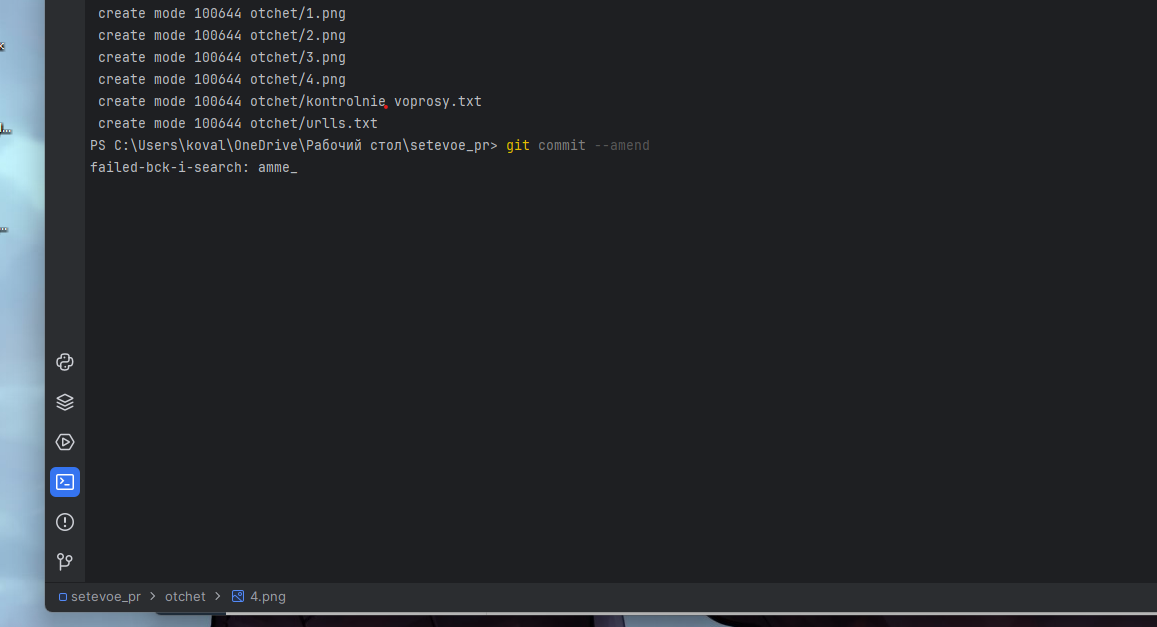 create mode 100644 otchet/1.png
create mode 100644 otchet/2.png
create mode 100644 otchet/3.png
create mode 100644 otchet/4.png
create mode 100644 otchet/kontrolnie voprosy.txt
create mode 100644 otchet/urlls.txt
PS C:\Users\koval\OneDrive\Рабочий стол\setevoe_pr> git commit --amend
failed-bck-i-search: amme_
setevoe_pr > otchet > 4.png